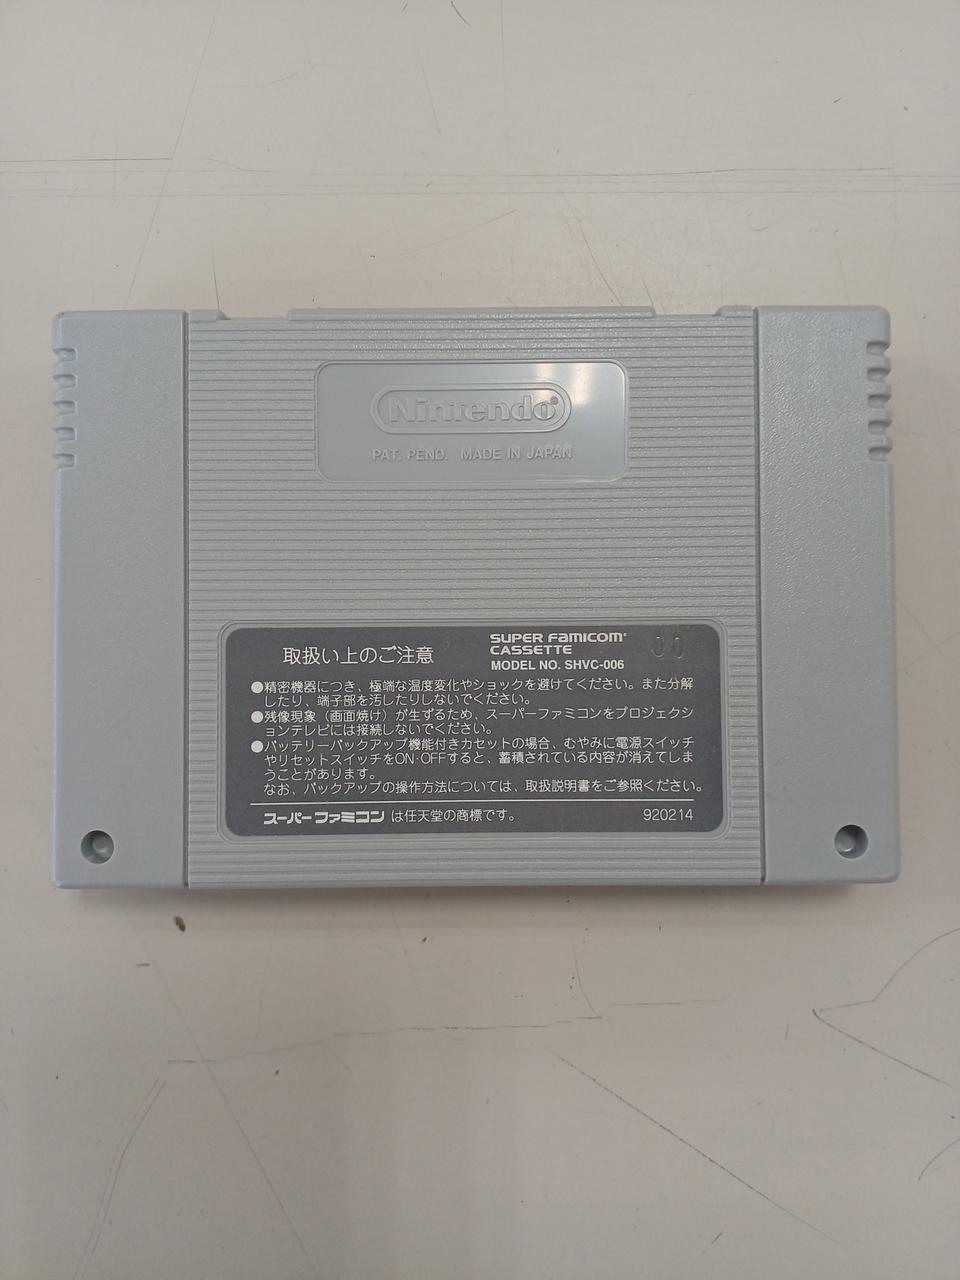 Nintendo®
PAT. PEND. MADE IN JAPAN
取扱い上のご注意
SUPER FAMICOM®
CASSETTE
MODEL NO. SHVC-006
00
●精密機器につき、極端な温度変化やショックを避けてください。また分解
したり、端子部を汚したりしないでください。
●残像現象（画面焼け）が生ずるため、スーパーファミコンをプロジェクシ
ョンテレビには接続しないでください。
●バッテリーバックアップ機能付きカセットの場合、むやみに電源スイッチ
やリセットスイッチをON·OFFすると、蓄積されている内容が消えてしま
うことがあります。
なお、バックアップの操作方法については、取扱説明書をご参照ください。
スーパーファミコン は任天堂の商標です。
920214